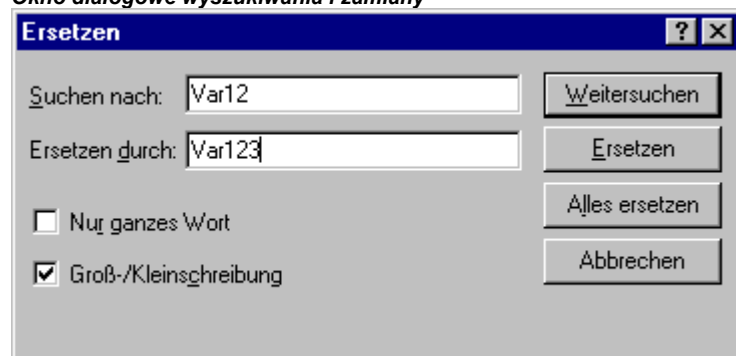 Okno dialogowe wyszukiwania i zamiany
Ersetzen
Suchen nach: Var12 Weitersuchen
Ersetzen durch: Var123 Ersetzen
Alles ersetzen
Nur ganzes Wort
Abbrechen
Groß-/Kleinschreibung